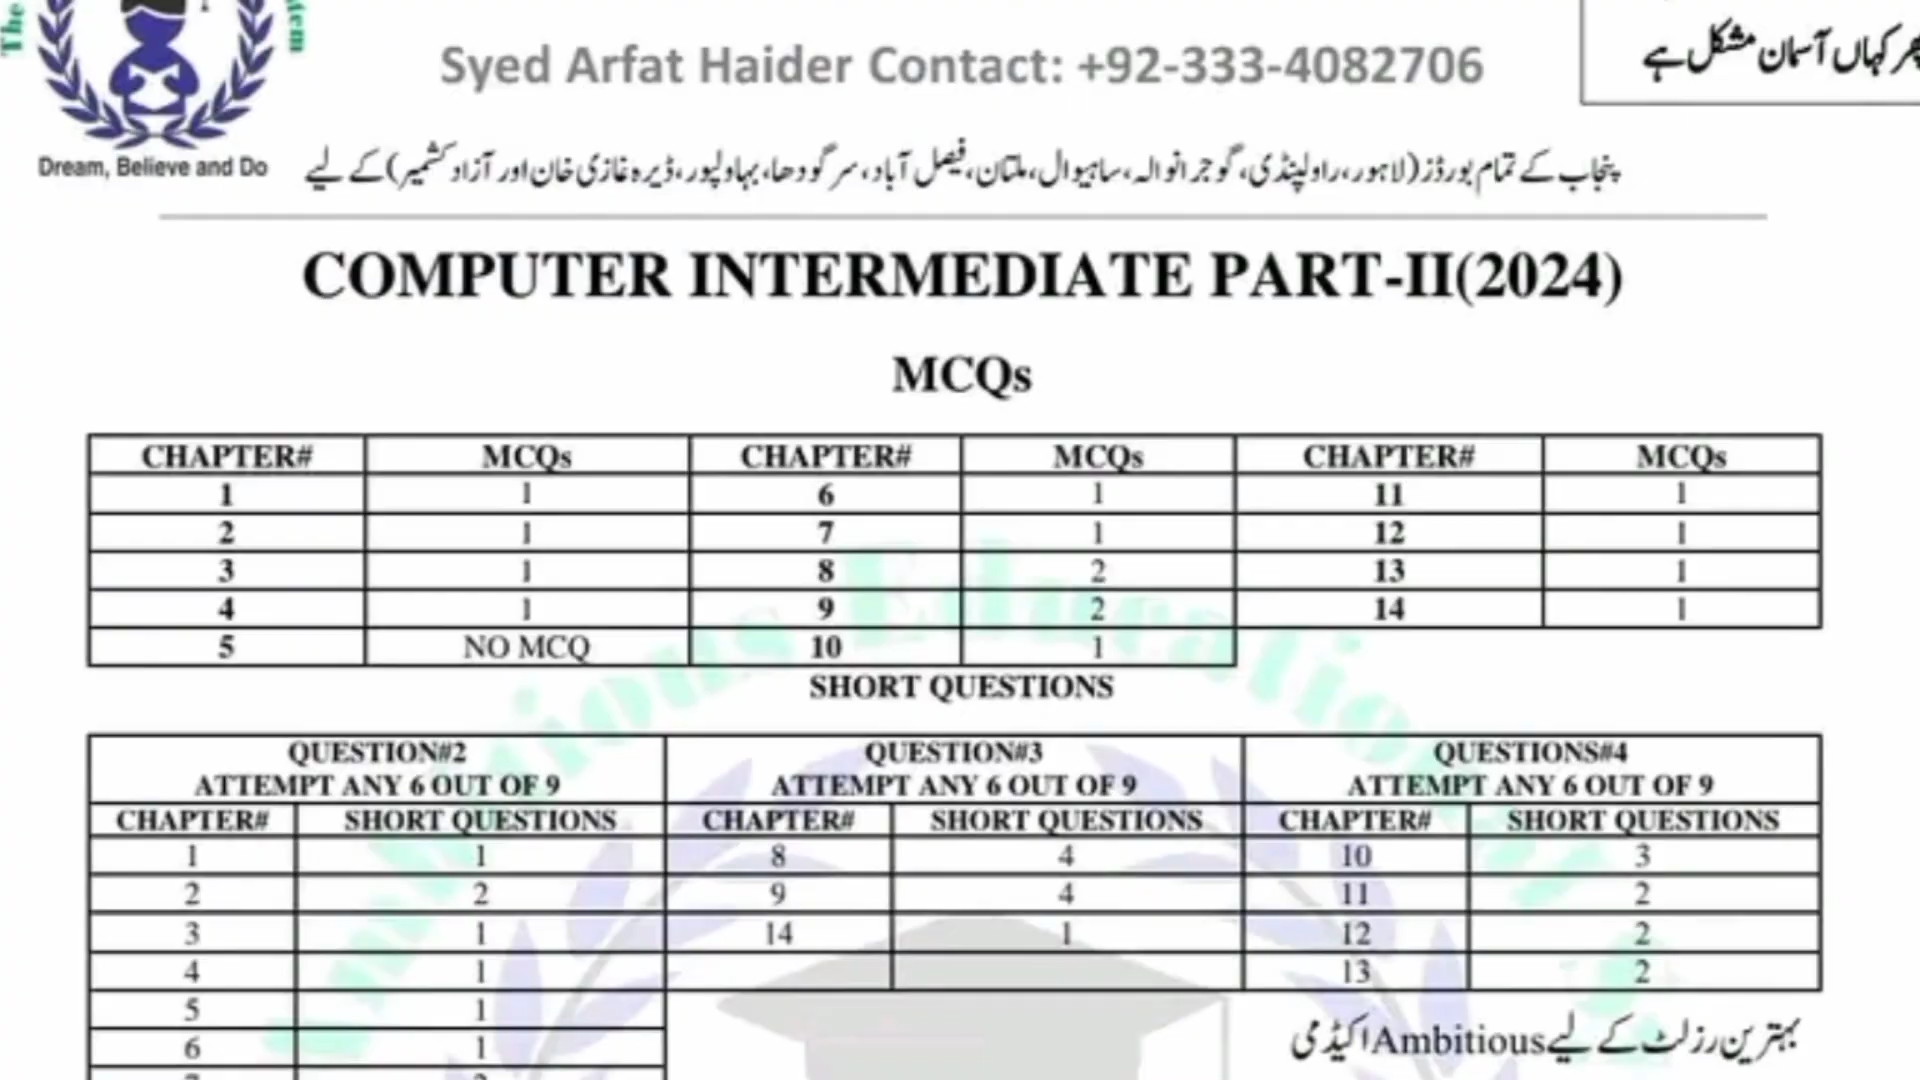 The
tem
Syed Arfat Haider Contact: +92-333-4082706
پھر کہاں آسمان مشکل ہے
Dream, Believe and Do
پنجاب کے تمام بورڈز (لاہور، راولپنڈی، گوجرانوالہ، ساہیوال، ملتان، فیصل آباد، سرگودھا، بہاولپور، ڈیرہ غازی خان اور آزاد کشمیر) کے لیے
COMPUTER INTERMEDIATE PART-II(2024)
MCQs
CHAPTER# MCQs CHAPTER# MCQs CHAPTER# MCQs
1 1 6 1 11 1
2 1 7 1 12 1
3 1 8 2 13 1
4 1 9 2 14 1
5 NO MCQ 10 1
SHORT QUESTIONS
QUESTION#2 QUESTION#3 QUESTIONS#4
ATTEMPT ANY 6 OUT OF 9 ATTEMPT ANY 6 OUT OF 9 ATTEMPT ANY 6 OUT OF 9
CHAPTER# SHORT QUESTIONS CHAPTER# SHORT QUESTIONS CHAPTER# SHORT QUESTIONS
1 1 8 4 10 3
2 2 9 4 11 2
3 1 14 1 12 2
4 1 13 2
5 1
6 1
بہترین رزلٹ کے لیے Ambitious اکیڈمی
Ambitious Educational